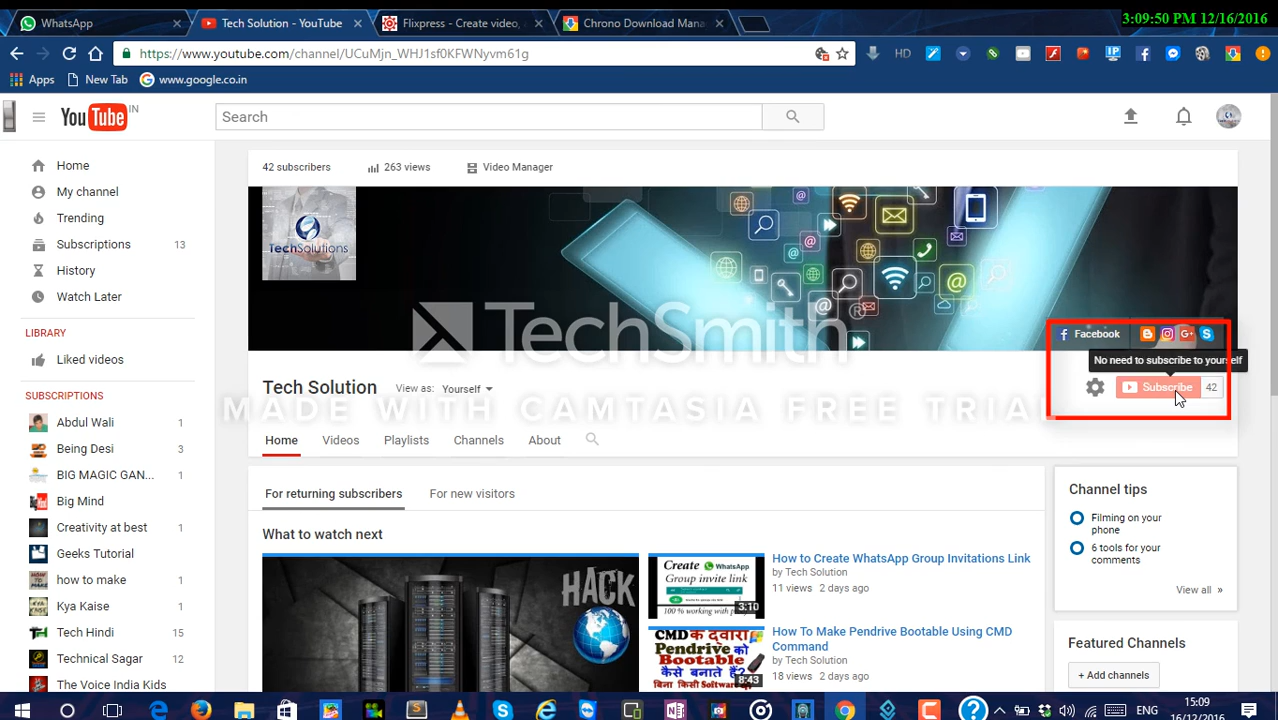 WhatsApp
Tech Solution - YouTube
Flixpress - Create video,
Chrono Download Mana
3:09:50 PM 12/16/2016
https://www.youtube.com/channel/UCuMjn_WHJ1sf0KFWNyvm61g
HD
Apps
New Tab
www.google.co.in
YouTube IN
Search
Home
My channel
Trending
Subscriptions 13
History
Watch Later
LIBRARY
Liked videos
SUBSCRIPTIONS
Abdul Wali 1
Being Desi 3
BIG MAGIC GAN... 1
Big Mind
Creativity at best 1
Geeks Tutorial
how to make 1
Kya Kaise 1
Tech Hindi 15
Technical Sagar 12
The Voice India Kids
42 subscribers
263 views
Video Manager
TechSolutions
TechSmith®
MADE WITH CAMTASIA FREE TRIAL
Facebook
No need to subscribe to yourself
Subscribe 42
Tech Solution
View as: Yourself
Home
Videos
Playlists
Channels
About
For returning subscribers
For new visitors
What to watch next
HACK
Create WhatsApp
Group invite link
100 % working with proof
3:10
How to Create WhatsApp Group Invitations Link
by Tech Solution
11 views 2 days ago
CMD के द्वारा
Pendrive को
Bootable
कैसे बनाते हैं?
बिना किसी Software
8:43
How To Make Pendrive Bootable Using CMD
Command
by Tech Solution
18 views 2 days ago
Channel tips
Filming on your
phone
6 tools for your
comments
View all »
Featured Channels
+ Add channels
ENG
15:09
16/12/2016